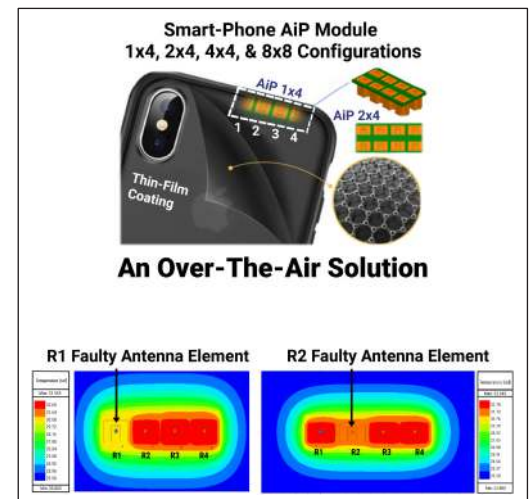 Smart-Phone AiP Module
1x4, 2x4, 4x4, & 8x8 Configurations
AiP 1x4
AiP 2x4
1 2 3 4
Thin-Film
Coating
An Over-The-Air Solution
R1 Faulty Antenna Element
R2 Faulty Antenna Element
R1 R2 R3 R4
R1 R2 R3 R4